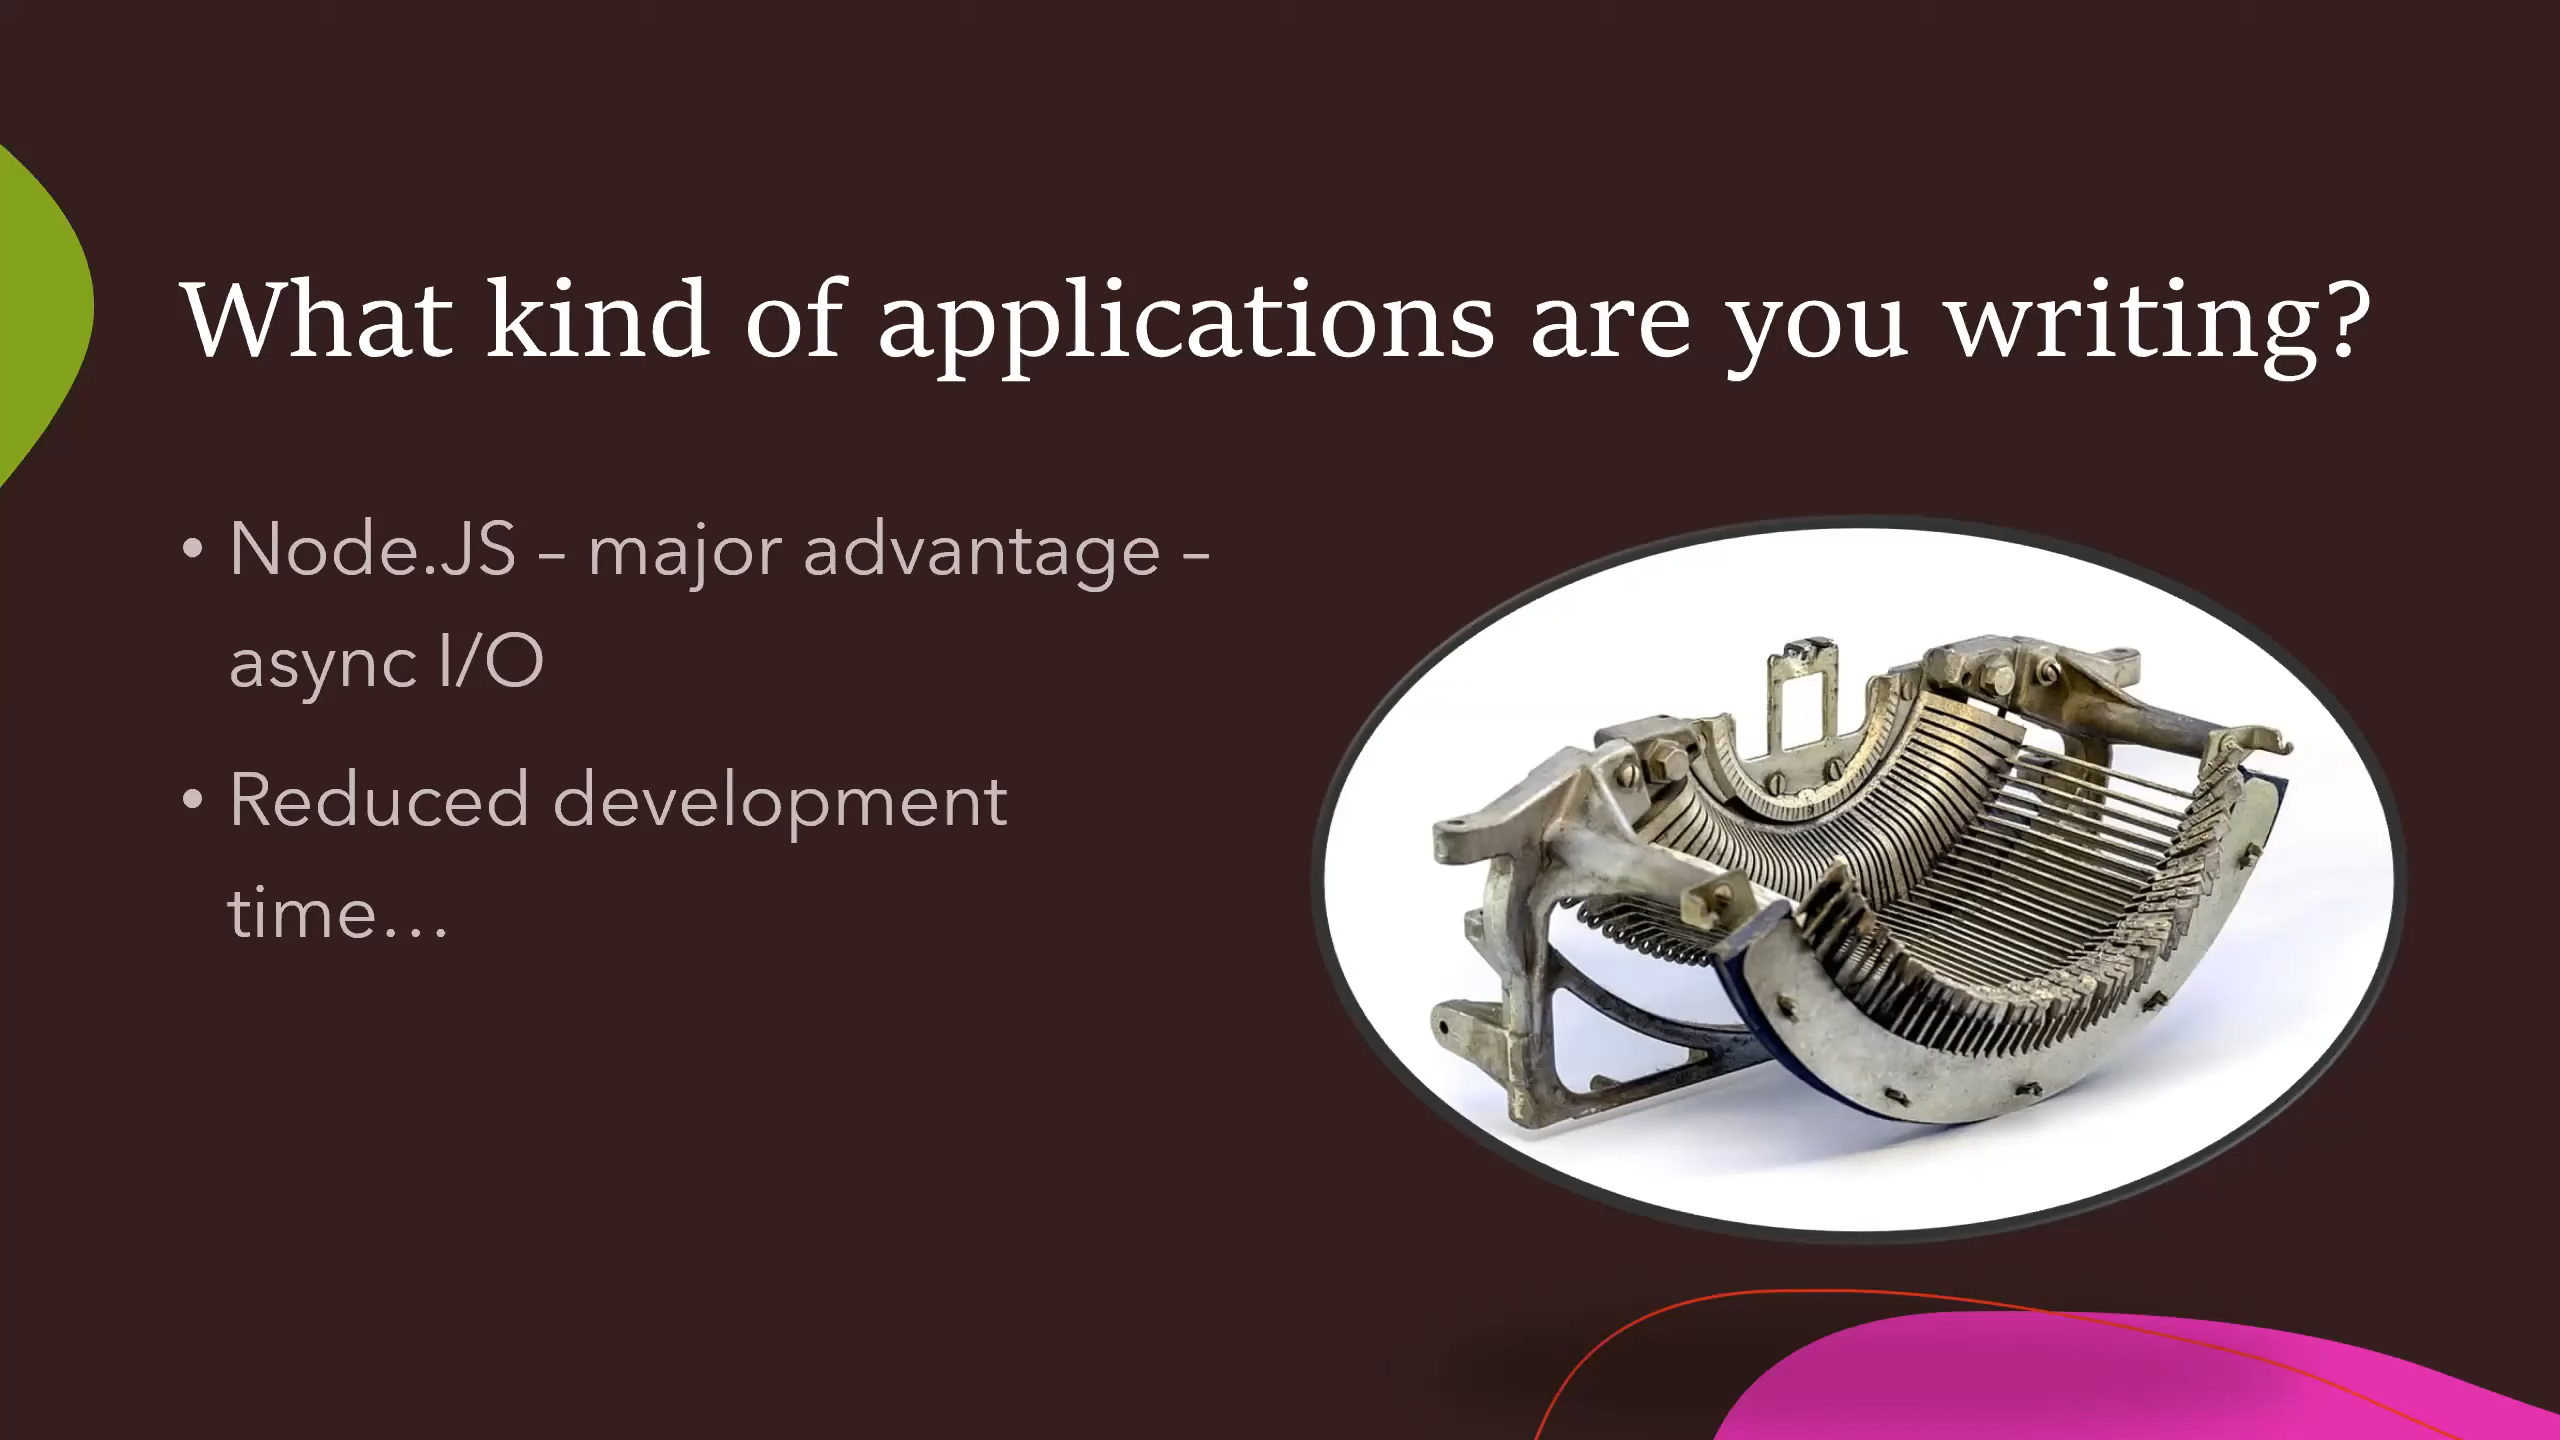 What kind of applications are you writing?
• Node.JS – major advantage –
async I/O
• Reduced development
time…